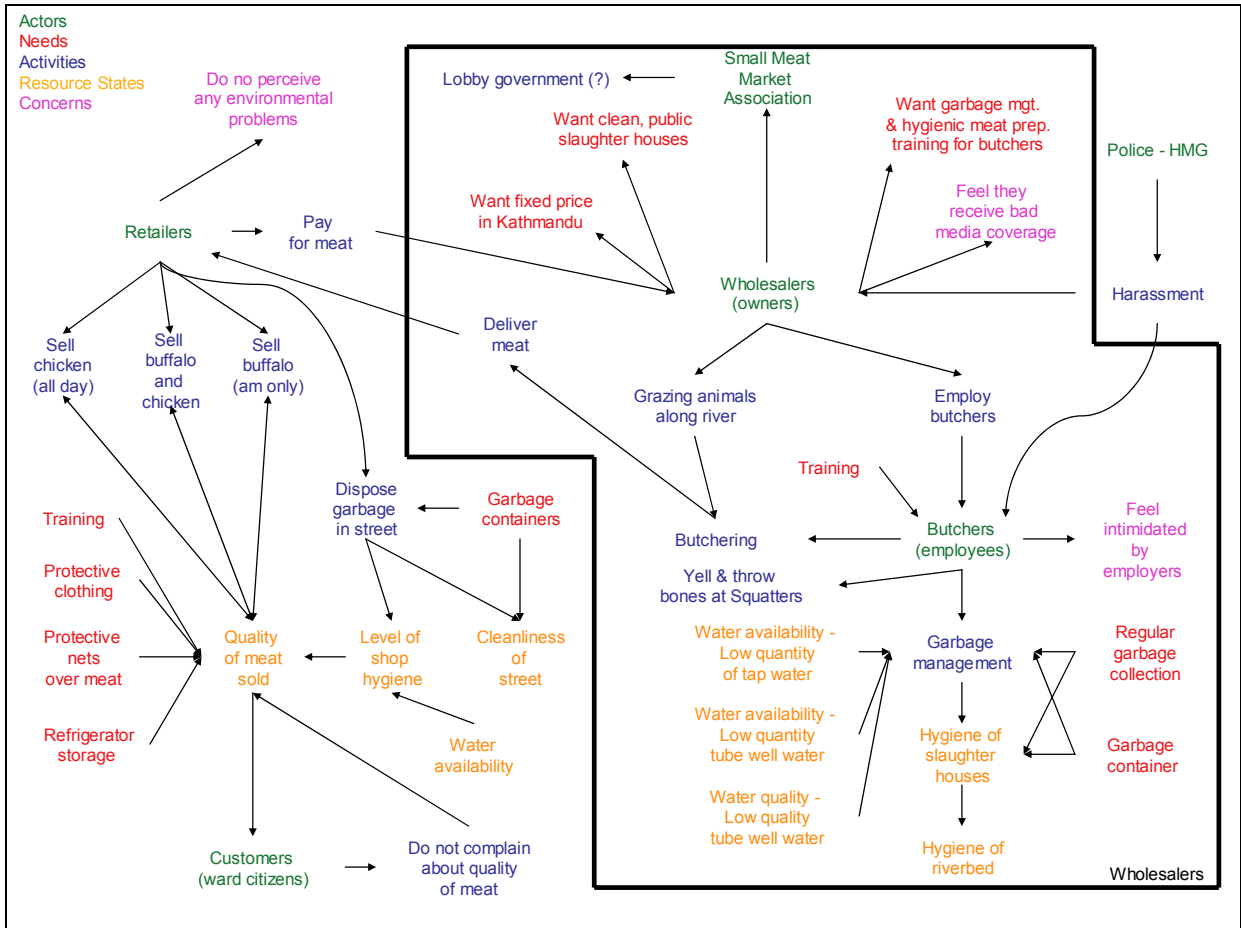 Actors
Needs
Activities
Resource States
Concerns
Do no perceive
any environmental
problems
Lobby government (?)
Small Meat
Market
Association
Want clean, public
slaughter houses
Want garbage mgt.
& hygienic meat prep.
training for butchers
Police - HMG
Want fixed price
in Kathmandu
Feel they
receive bad
media coverage
Retailers
Pay
for meat
Wholesalers
(owners)
Harassment
Deliver
meat
Sell
chicken
(all day)
Sell
buffalo
and
chicken
Sell
buffalo
(am only)
Grazing animals
along river
Employ
butchers
Training
Dispose
garbage
in street
Garbage
containers
Training
Butchering
Butchers
(employees)
Feel
intimidated
by
employers
Protective
clothing
Yell & throw
bones at Squatters
Protective
nets
over meat
Quality
of meat
sold
Level of
shop
hygiene
Cleanliness
of
street
Water availability -
Low quantity
of tap water
Garbage
management
Regular
garbage
collection
Refrigerator
storage
Water
availability
Water availability -
Low quantity
tube well water
Hygiene of
slaughter
houses
Garbage
container
Water quality -
Low quality
tube well water
Customers
(ward citizens)
Do not complain
about quality
of meat
Hygiene of
riverbed
Wholesalers